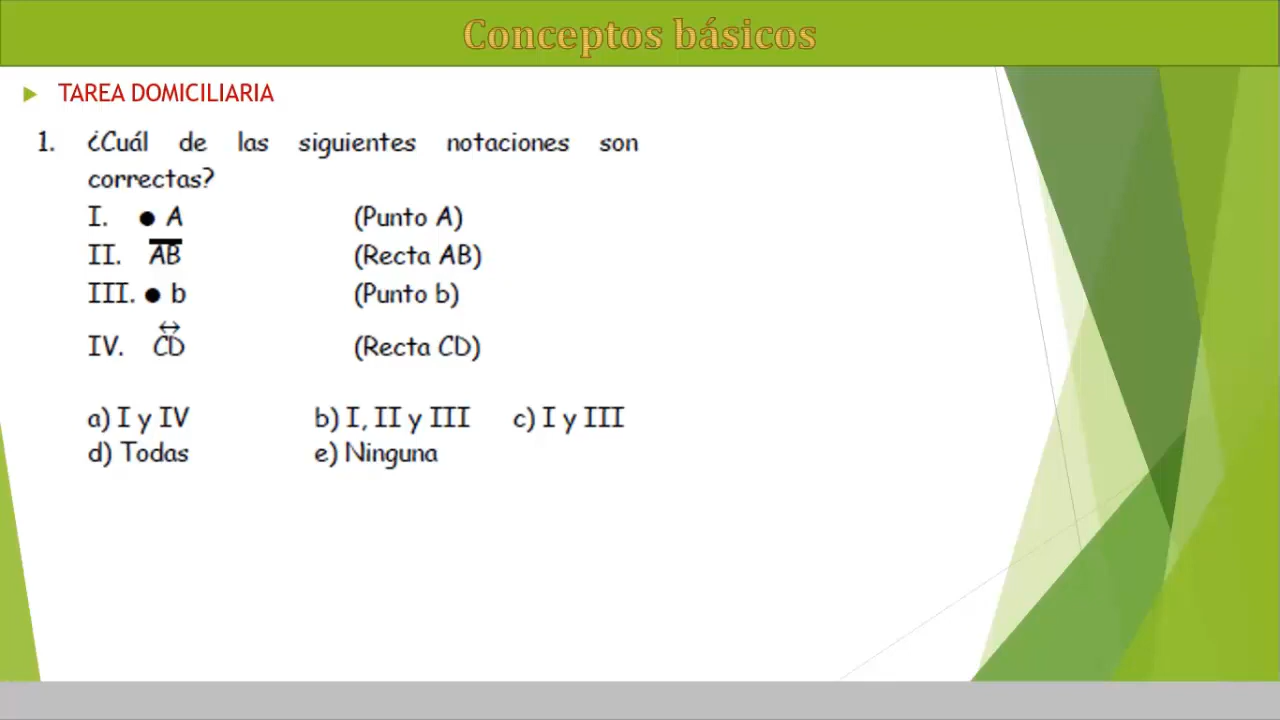 Conceptos básicos
TAREA DOMICILIARIA
1. ¿Cuál de las siguientes notaciones son
correctas?
I. ● A (Punto A)
II. A̅B̅ (Recta AB)
III. ● b (Punto b)
IV. ↔CD (Recta CD)
a) I y IV b) I, II y III c) I y III
d) Todas e) Ninguna